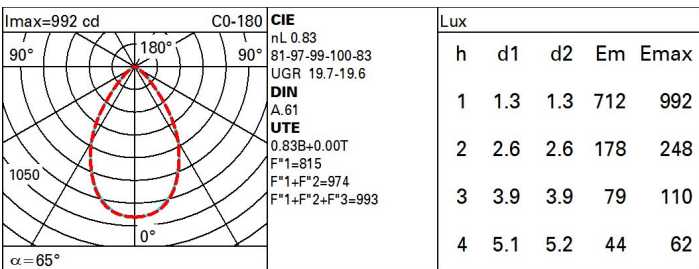 Imax=992 cd C0-180
90° 180° 90°
1050
0°
α=65°
CIE
nL 0.83
81-97-99-100-83
UGR 19.7-19.6
DIN
A.61
UTE
0.83B+0.00T
F"1=815
F"1+F"2=974
F"1+F"2+F"3=993
Lux
h d1 d2 Em Emax
1 1.3 1.3 712 992
2 2.6 2.6 178 248
3 3.9 3.9 79 110
4 5.1 5.2 44 62